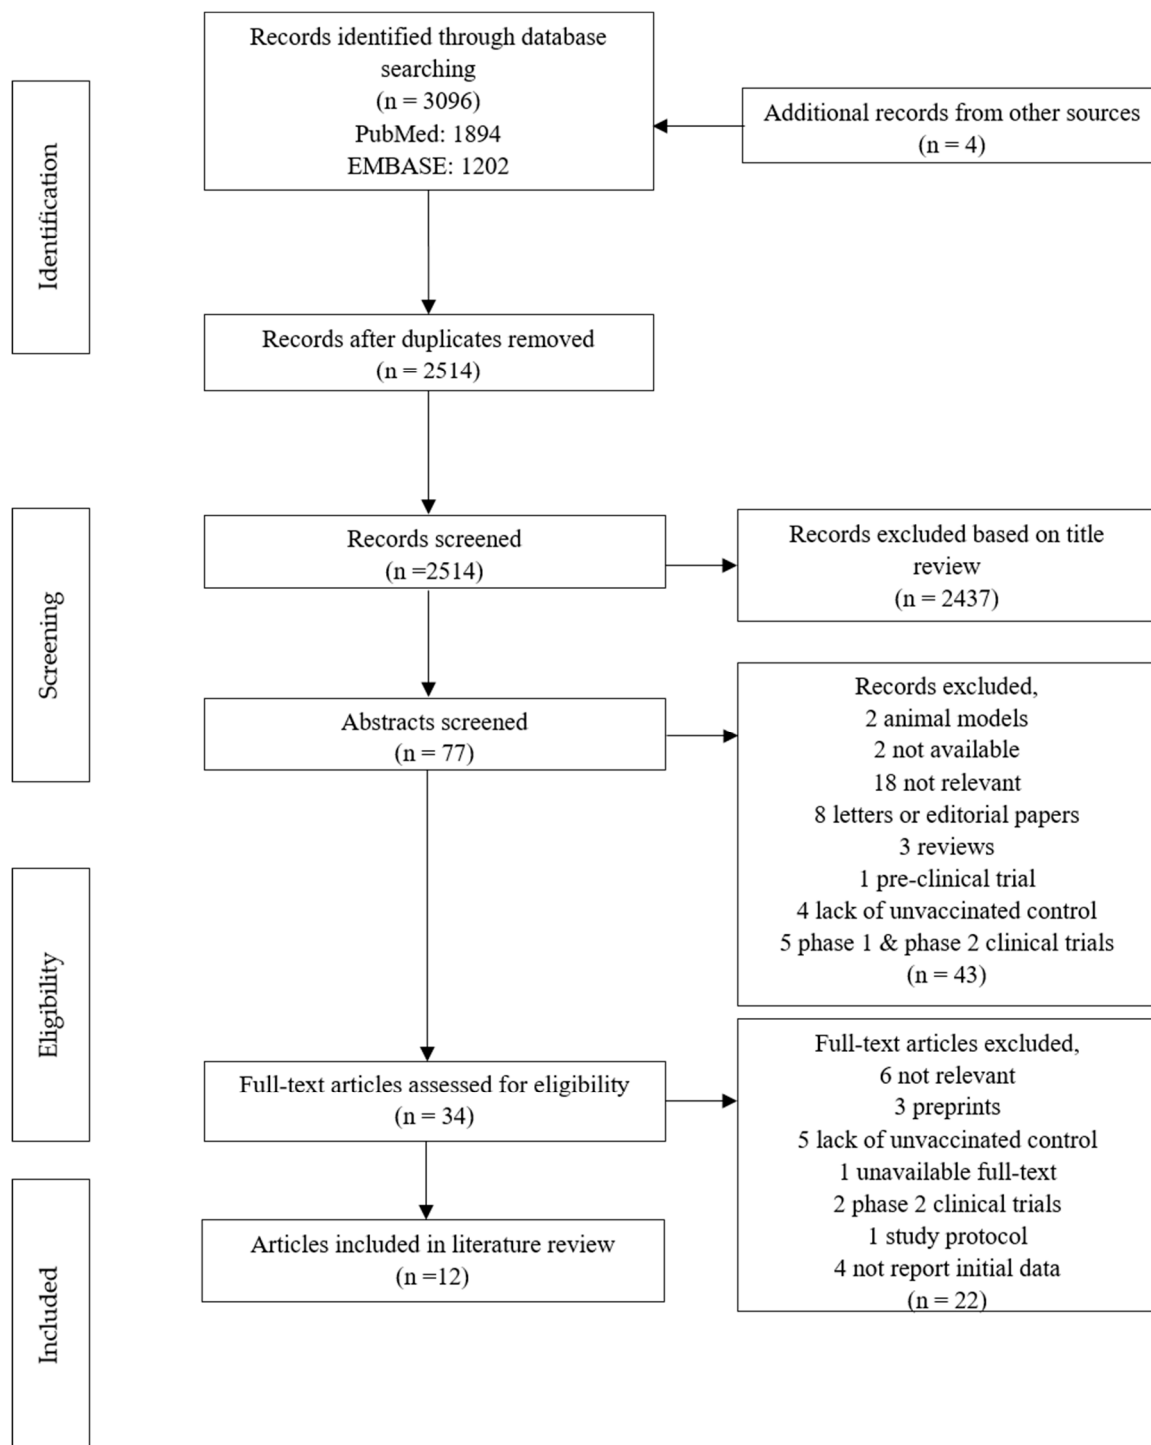 Identification
Records identified through database
searching
(n = 3096)
PubMed: 1894
EMBASE: 1202
Additional records from other sources
(n = 4)
Records after duplicates removed
(n = 2514)
Screening
Records screened
(n =2514)
Records excluded based on title
review
(n = 2437)
Abstracts screened
(n = 77)
Records excluded,
2 animal models
2 not available
18 not relevant
8 letters or editorial papers
3 reviews
1 pre-clinical trial
4 lack of unvaccinated control
5 phase 1 & phase 2 clinical trials
(n = 43)
Eligibility
Full-text articles assessed for eligibility
(n = 34)
Full-text articles excluded,
6 not relevant
3 preprints
5 lack of unvaccinated control
1 unavailable full-text
2 phase 2 clinical trials
1 study protocol
4 not report initial data
(n = 22)
Included
Articles included in literature review
(n =12)